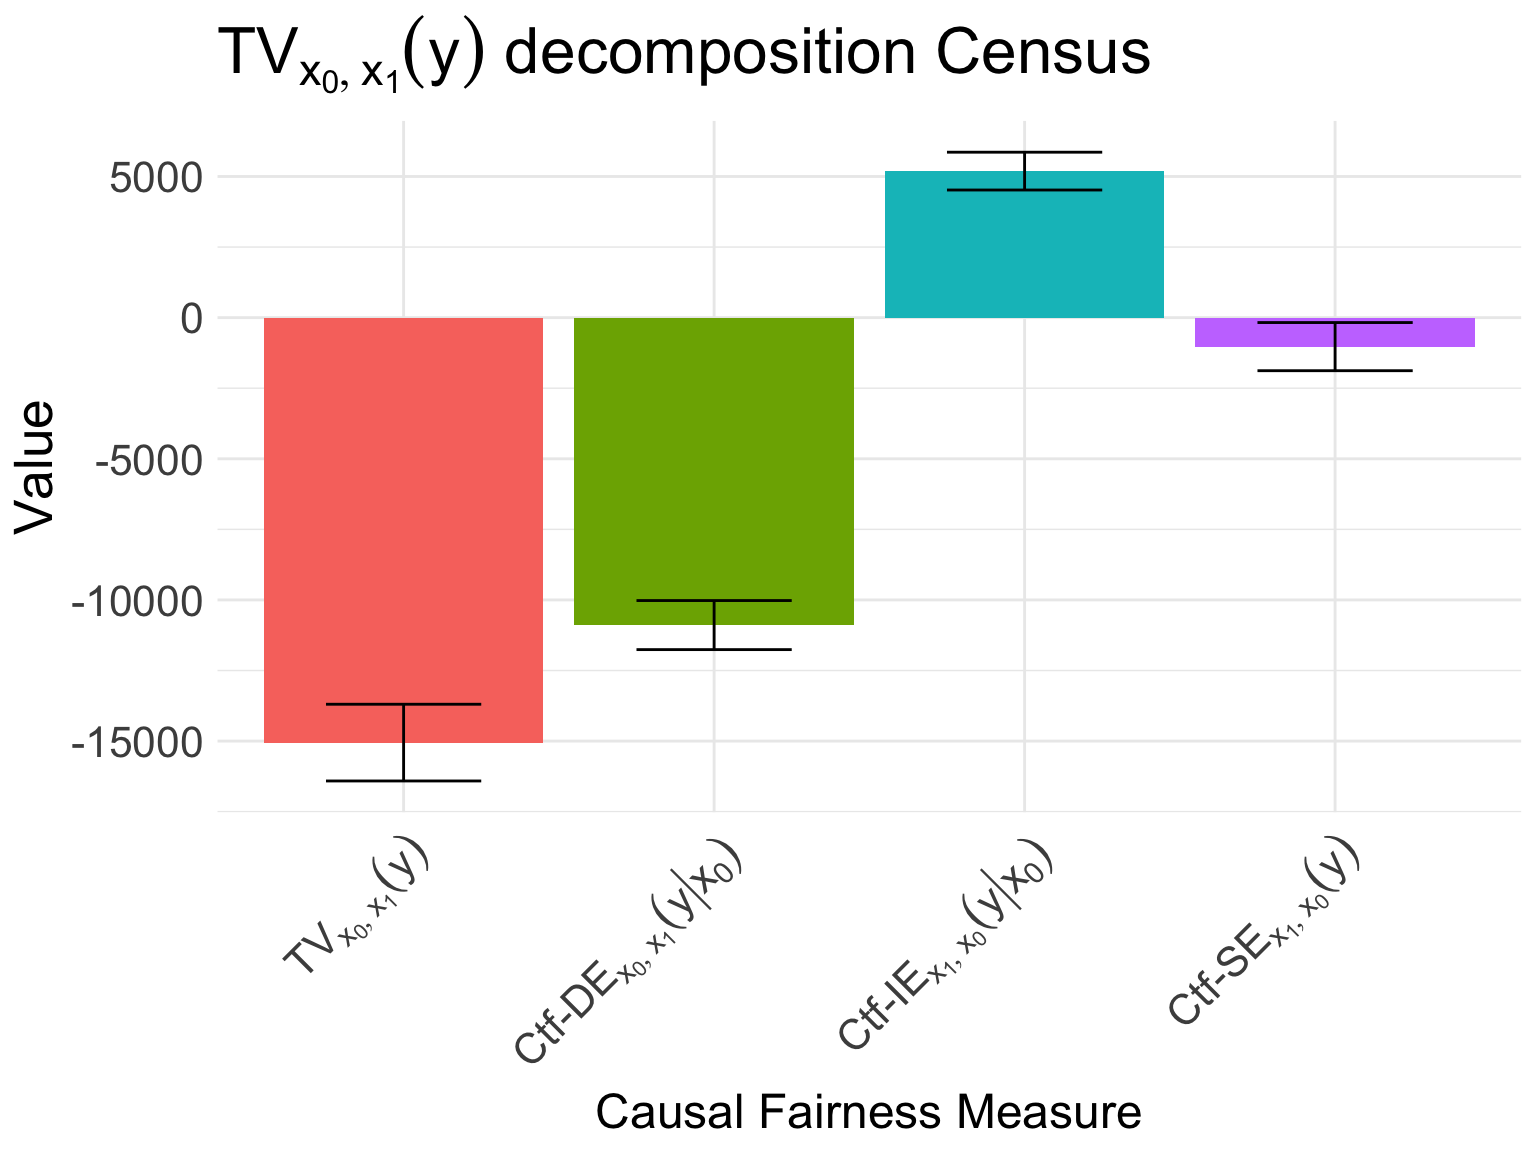 TVx₀, x₁(y) decomposition Census
Value
5000
0
-5000
-10000
-15000
TVx₀, x₁(y)
Ctf-DEx₀, x₁(y|x₀)
Ctf-IEx₁, x₀(y|x₀)
Ctf-SEx₁, x₀(y)
Causal Fairness Measure